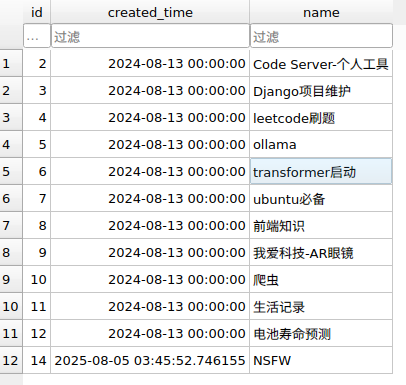 id created_time name
... 过滤 过滤
1 2 2024-08-13 00:00:00 Code Server-个人工具
2 3 2024-08-13 00:00:00 Django项目维护
3 4 2024-08-13 00:00:00 leetcode刷题
4 5 2024-08-13 00:00:00 ollama
5 6 2024-08-13 00:00:00 transformer启动
6 7 2024-08-13 00:00:00 ubuntu必备
7 8 2024-08-13 00:00:00 前端知识
8 9 2024-08-13 00:00:00 我爱科技-AR眼镜
9 10 2024-08-13 00:00:00 爬虫
10 11 2024-08-13 00:00:00 生活记录
11 12 2024-08-13 00:00:00 电池寿命预测
12 14 2025-08-05 03:45:52.746155 NSFW